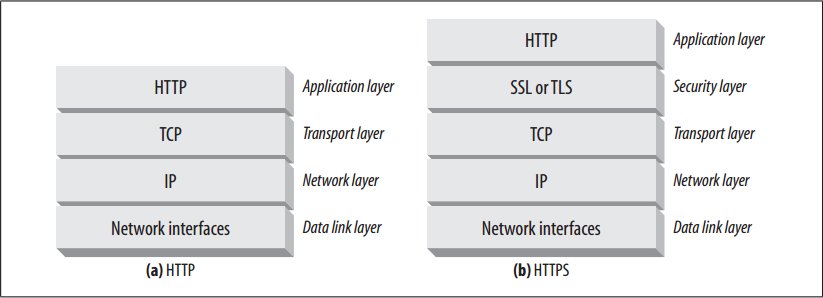 HTTP Application layer
TCP Transport layer
IP Network layer
Network interfaces Data link layer
(a) HTTP
HTTP Application layer
SSL or TLS Security layer
TCP Transport layer
IP Network layer
Network interfaces Data link layer
(b) HTTPS